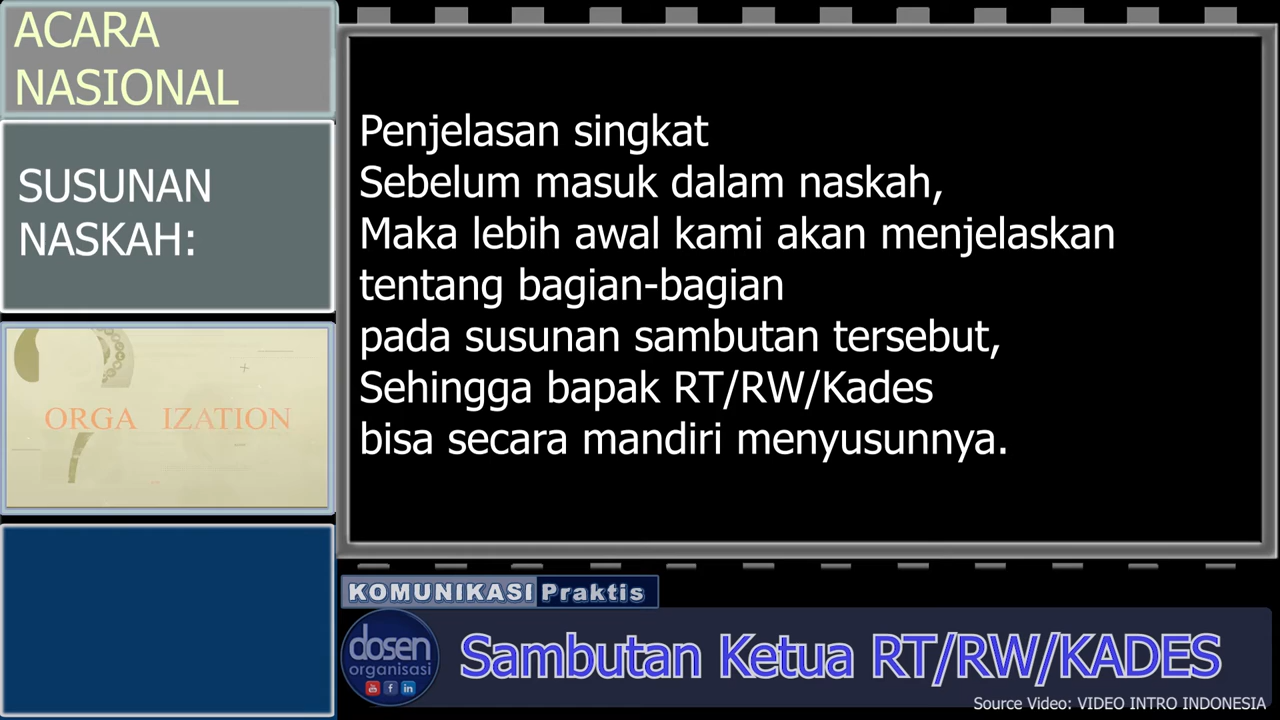 ACARA
NASIONAL
SUSUNAN
NASKAH:
ORGA IZATION
Penjelasan singkat
Sebelum masuk dalam naskah,
Maka lebih awal kami akan menjelaskan
tentang bagian-bagian
pada susunan sambutan tersebut,
Sehingga bapak RT/RW/Kades
bisa secara mandiri menyusunnya.
KOMUNIKASI Praktis
dosen
organisasi
Sambutan Ketua RT/RW/KADES
Source Video: VIDEO INTRO INDONESIA